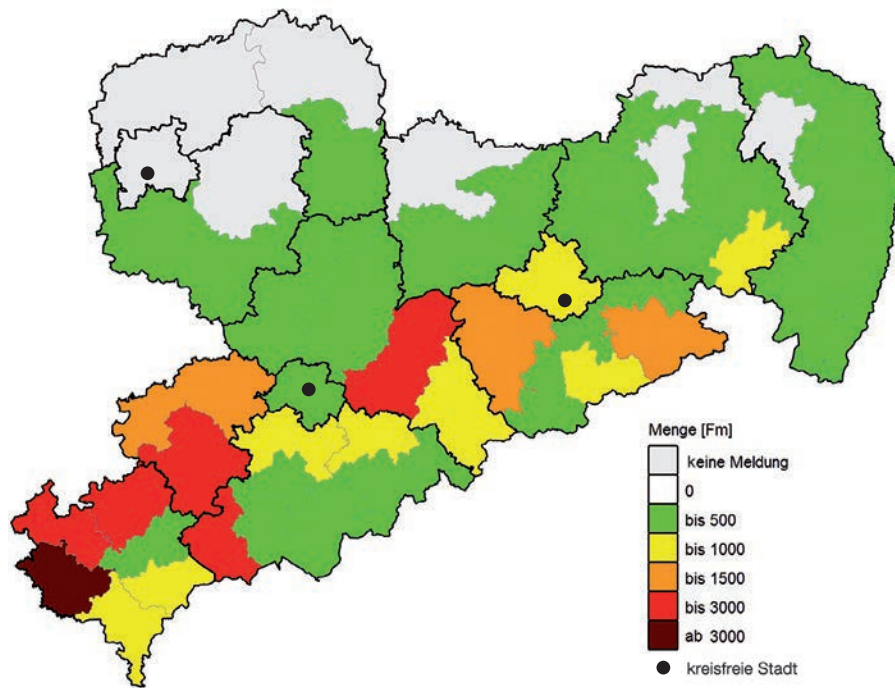 Menge [Fm]
keine Meldung
0
bis 500
bis 1000
bis 1500
bis 3000
ab 3000
kreisfreie Stadt